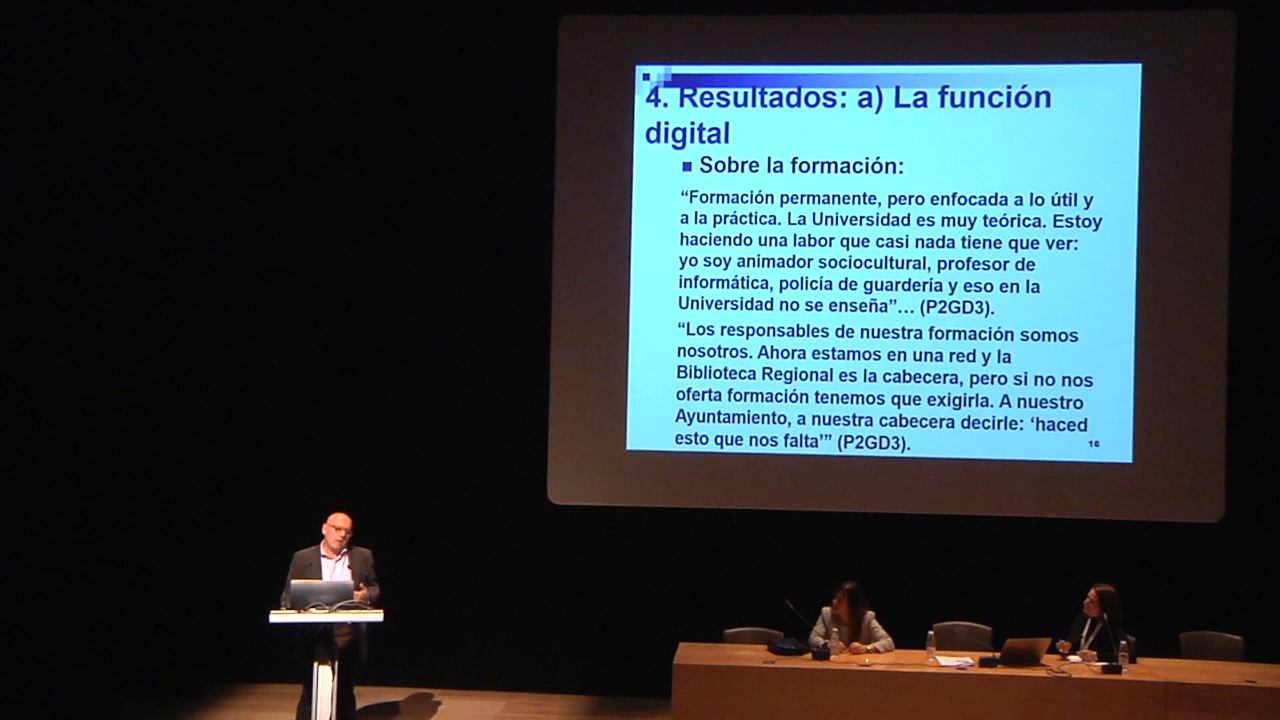 4. Resultados: a) La función
digital
Sobre la formación:
“Formación permanente, pero enfocada a lo útil y
a la práctica. La Universidad es muy teórica. Estoy
haciendo una labor que casi nada tiene que ver:
yo soy animador sociocultural, profesor de
informática, policía de guardería y eso en la
Universidad no se enseña”... (P2GD3).
“Los responsables de nuestra formación somos
nosotros. Ahora estamos en una red y la
Biblioteca Regional es la cabecera, pero si no nos
oferta formación tenemos que exigirla. A nuestro
Ayuntamiento, a nuestra cabecera decirle: ‘haced
esto que nos falta’” (P2GD3).
16